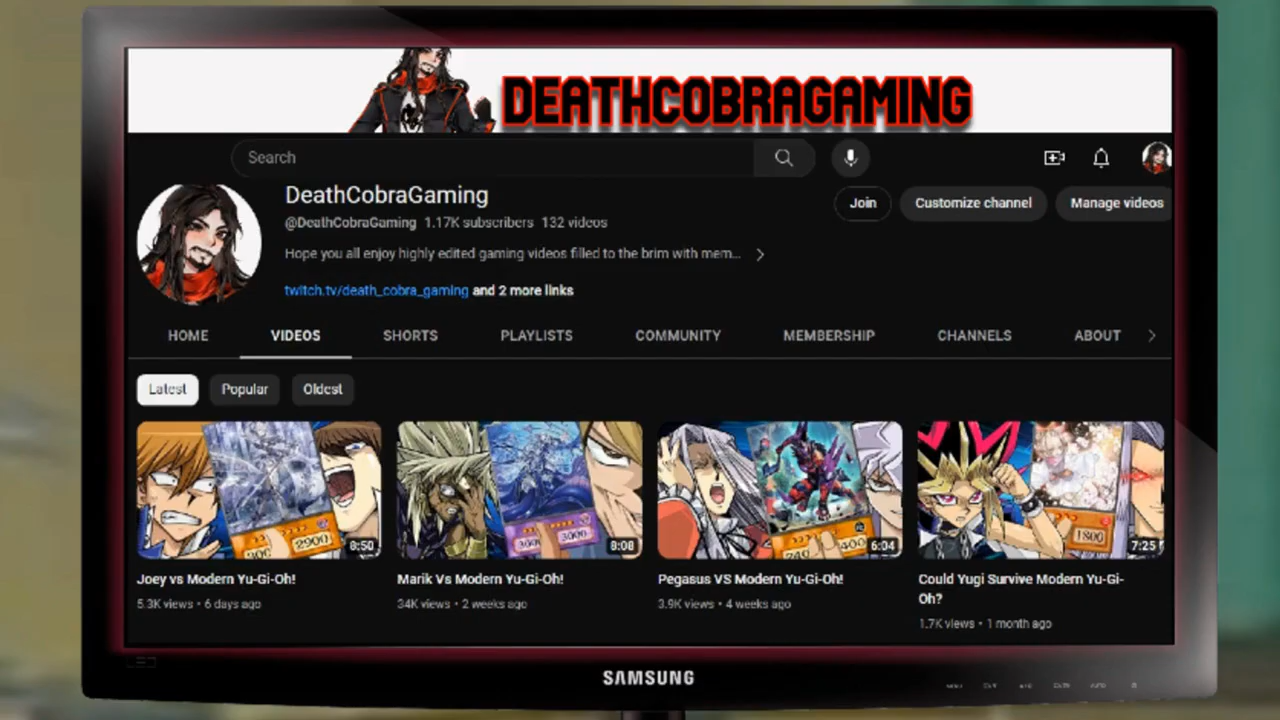 DEATHCOBRAGAMING
Search
DeathCobraGaming
Join
Customize channel
Manage videos
@DeathCobraGaming 1.17K subscribers 132 videos
Hope you all enjoy highly edited gaming videos filled to the brim with mem...
twitch.tv/death_cobra_gaming and 2 more links
HOME VIDEOS SHORTS PLAYLISTS COMMUNITY MEMBERSHIP CHANNELS ABOUT
Latest Popular Oldest
2900
8:50
3000 3000
8:08
6:04
1800
7:25
Joey vs Modern Yu-Gi-Oh!
5.3K views • 6 days ago
Marik Vs Modern Yu-Gi-Oh!
34K views • 2 weeks ago
Pegasus VS Modern Yu-Gi-Oh!
3.9K views • 4 weeks ago
Could Yugi Survive Modern Yu-Gi-
Oh?
1.7K views • 1 month ago
SAMSUNG